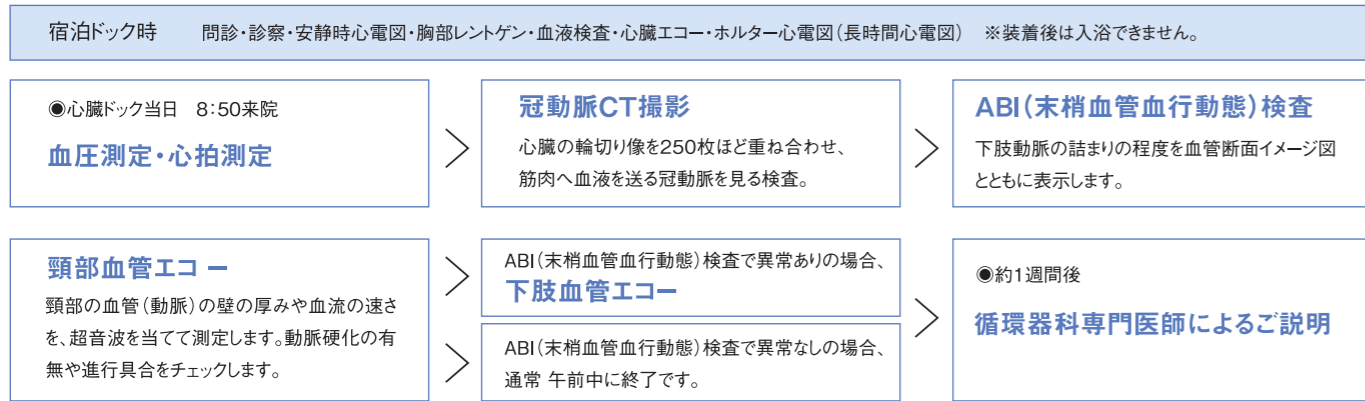 宿泊ドック時 問診・診察・安静時心電図・胸部レントゲン・血液検査・心臓エコー・ホルター心電図(長時間心電図) ※装着後は入浴できません。
◉心臓ドック当日 8:50来院
血圧測定・心拍測定
冠動脈CT撮影
心臓の輪切り像を250枚ほど重ね合わせ、
筋肉へ血液を送る冠動脈を見る検査。
ABI(末梢血管血行動態)検査
下肢動脈の詰まりの程度を血管断面イメージ図
とともに表示します。
頸部血管エコー
頸部の血管(動脈)の壁の厚みや血流の速さ
を、超音波を当てて測定します。動脈硬化の有
無や進行具合をチェックします。
ABI(末梢血管血行動態)検査で異常ありの場合、
下肢血管エコー
ABI(末梢血管血行動態)検査で異常なしの場合、
通常 午前中に終了です。
◉約1週間後
循環器科専門医師によるご説明